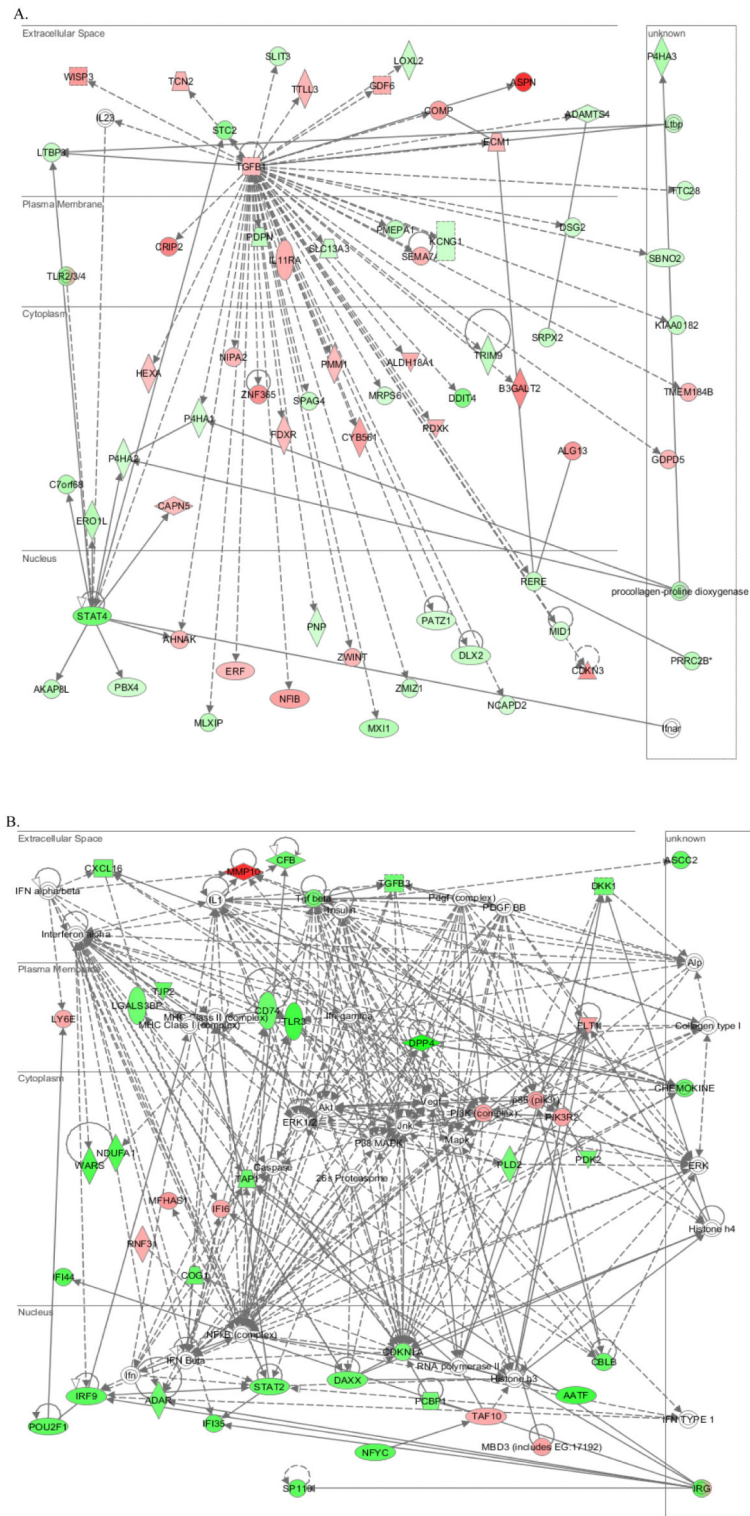 A.
Extracellular Space
unknown
SLIT3
LOXL2
P4HA3
WISP3
TCN2
TTLL3
GDF6
ASPN
COMP
ADAMTS4
IL23
STC2
Ltbp
ECM1
LTBP3
TGFB1
TTC28
Plasma Membrane
PDPN
PMEPA1
DSG2
CRIP2
SLC13A3
KCNG1
IL11RA
SEMA7A
SBNO2
TLR2/3/4
Cytoplasm
KIAA0182
SRPX2
NIPA2
PMM1
ALDH18A1
TRIM9
HEXA
B3GALT2
TMEM184B
ZNF365
SPAG4
MRPS6
DDIT4
P4HA1
FDXR
CYB561
PDXK
ALG13
GDPD5
P4HA2
C7orf68
ERO1L
CAPN5
Nucleus
RERE
procollagen-proline dioxygenase
STAT4
PNP
PATZ1
MID1
AHNAK
ZWINT
DLX2
PRRC2B*
ERF
CDKN3
AKAP8L
PBX4
NFIB
ZMIZ1
NCAPD2
MLXIP
MXI1
Ifnar
B.
Extracellular Space
unknown
CXCL16
CFB
ASCC2
MMP10
IFN alpha/beta
IL1
Tgf beta
TGFB3
Pdgf (complex)
DKK1
Insulin
PDGF BB
Interferon alpha
Alp
Plasma Membrane
TJP2
LGALS3BP
CD74
LY6E
MHC Class II (complex)
MHC Class I (complex)
TLR3
Ifn gamma
FLT1
Collagen type I
DPP4
Cytoplasm
CHEMOKINE
Akt
Vegf
p85 (pik3r)
ERK1/2
Jnk
PI3K (complex)
PIK3R2
P38 MAPK
Mapk
WARS
NDUFA1
Caspase
PLD2
PDK2
ERK
TAP1
26s Proteasome
MFHAS1
IFI6
Histone h4
RNF31
IFI44
COG1
Nucleus
NFkB (complex)
IFN Beta
CDKN1A
CBLB
Ifn
RNA polymerase II
Histone h3
IRF9
STAT2
DAXX
AATF
ADAR
PCBP1
POU2F1
IFI35
TAF10
IFN TYPE 1
NFYC
MBD3 (includes EG:17192)
SP110
IRG